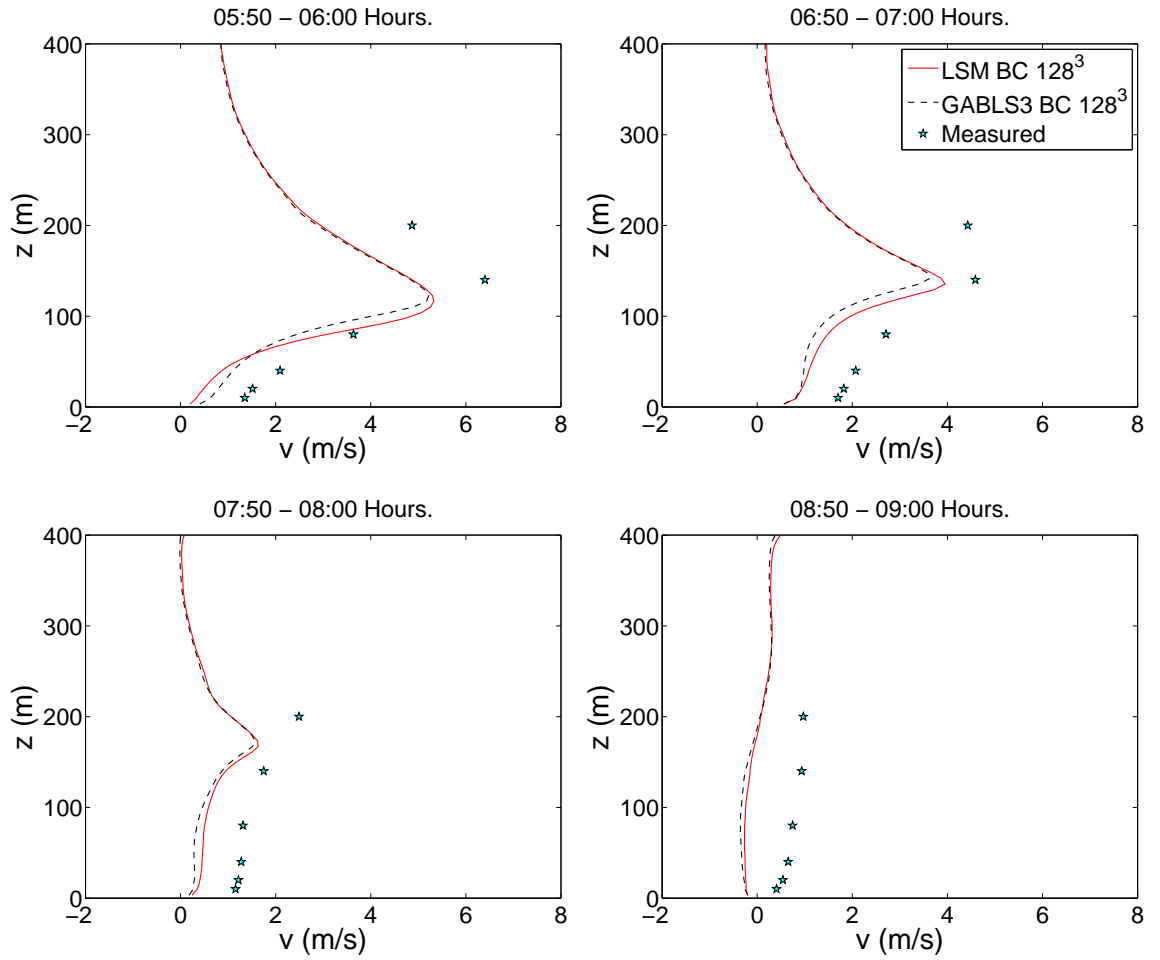 05:50 − 06:00 Hours.
400
300
200
100
0
z (m)
−2 0 2 4 6 8
v (m/s)
06:50 − 07:00 Hours.
LSM BC 128³
GABLS3 BC 128³
Measured
400
300
200
100
0
z (m)
−2 0 2 4 6 8
v (m/s)
07:50 − 08:00 Hours.
400
300
200
100
0
z (m)
−2 0 2 4 6 8
v (m/s)
08:50 − 09:00 Hours.
400
300
200
100
0
z (m)
−2 0 2 4 6 8
v (m/s)